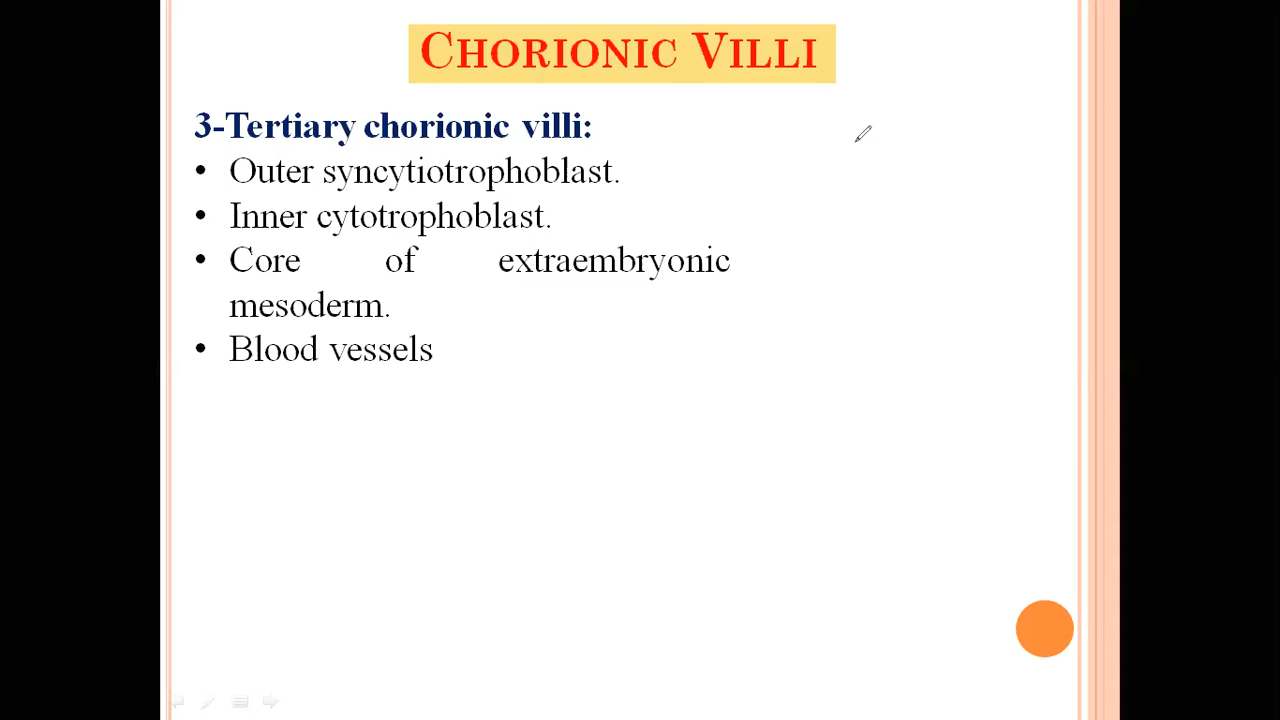 CHORIONIC VILLI
3-Tertiary chorionic villi:
• Outer syncytiotrophoblast.
• Inner cytotrophoblast.
• Core of extraembryonic
mesoderm.
• Blood vessels